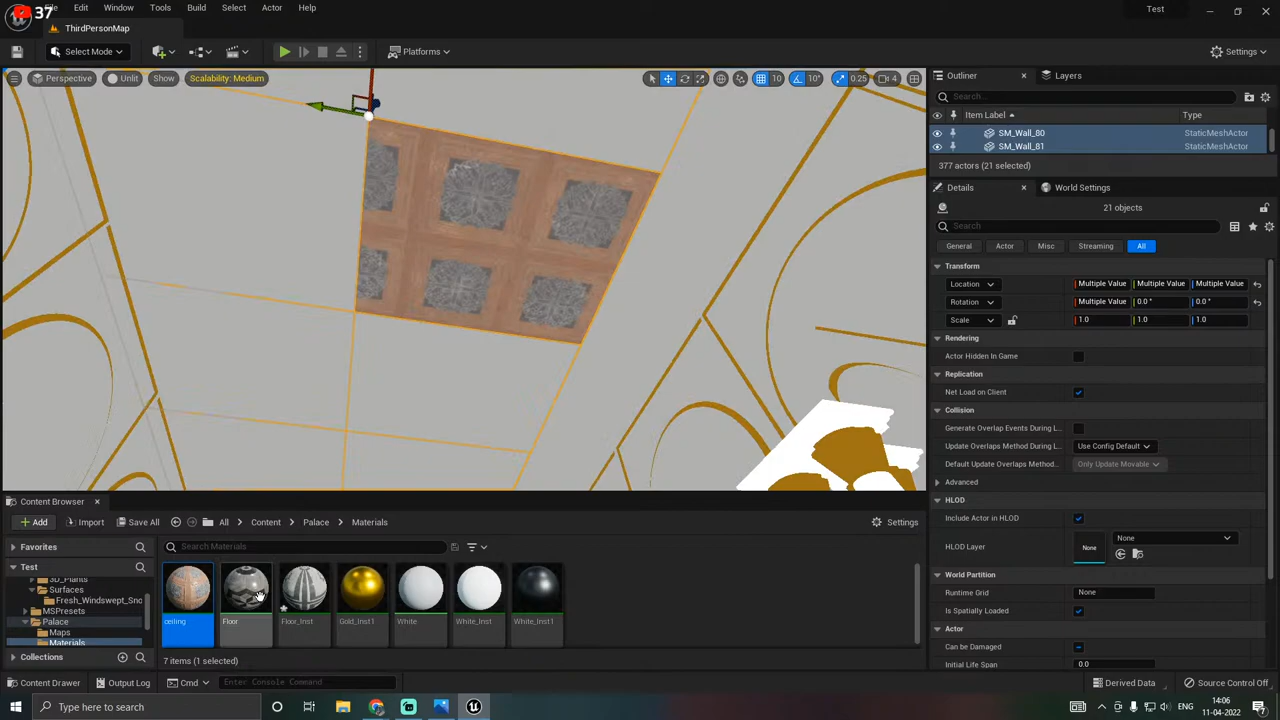 37
File
Edit
Window
Tools
Build
Select
Actor
Help
Test
ThirdPersonMap
Select Mode
Platforms
Settings
Perspective
Unlit
Show
Scalability: Medium
10
10°
0.25
4
Outliner
Layers
Search...
Item Label
Type
SM_Wall_80
StaticMeshActor
SM_Wall_81
StaticMeshActor
377 actors (21 selected)
Details
World Settings
21 objects
Search
General
Actor
Misc
Streaming
All
Transform
Location
Multiple Value
Multiple Value
Multiple Value
Rotation
Multiple Value
0.0 °
0.0 °
Scale
1.0
1.0
1.0
Rendering
Actor Hidden In Game
Replication
Net Load on Client
Collision
Generate Overlap Events During L
Update Overlaps Method During L
Use Config Default
Default Update Overlaps Method...
Only Update Movable
Advanced
HLOD
Include Actor in HLOD
HLOD Layer
None
None
World Partition
Runtime Grid
None
Is Spatially Loaded
Actor
Can be Damaged
Initial Life Span
0.0
Content Browser
Add
Import
Save All
All
Content
Palace
Materials
Settings
Favorites
Test
3D_Plants
Surfaces
Fresh_Windswept_Sno
MSPresets
Palace
Maps
Materials
Collections
Search Materials
ceiling
Floor
Floor_Inst
Gold_Inst1
White
White_Inst
White_Inst1
7 items (1 selected)
Content Drawer
Output Log
Cmd
Enter Console Command
Derived Data
Source Control Off
Type here to search
ENG
14:06
11-04-2022